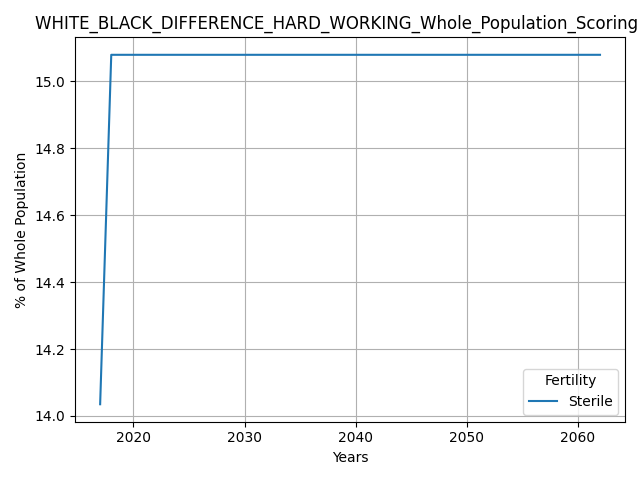 WHITE_BLACK_DIFFERENCE_HARD_WORKING_Whole_Population_Scoring
15.0
14.8
14.6
14.4
14.2
14.0
% of Whole Population
Fertility
Sterile
2020 2030 2040 2050 2060
Years